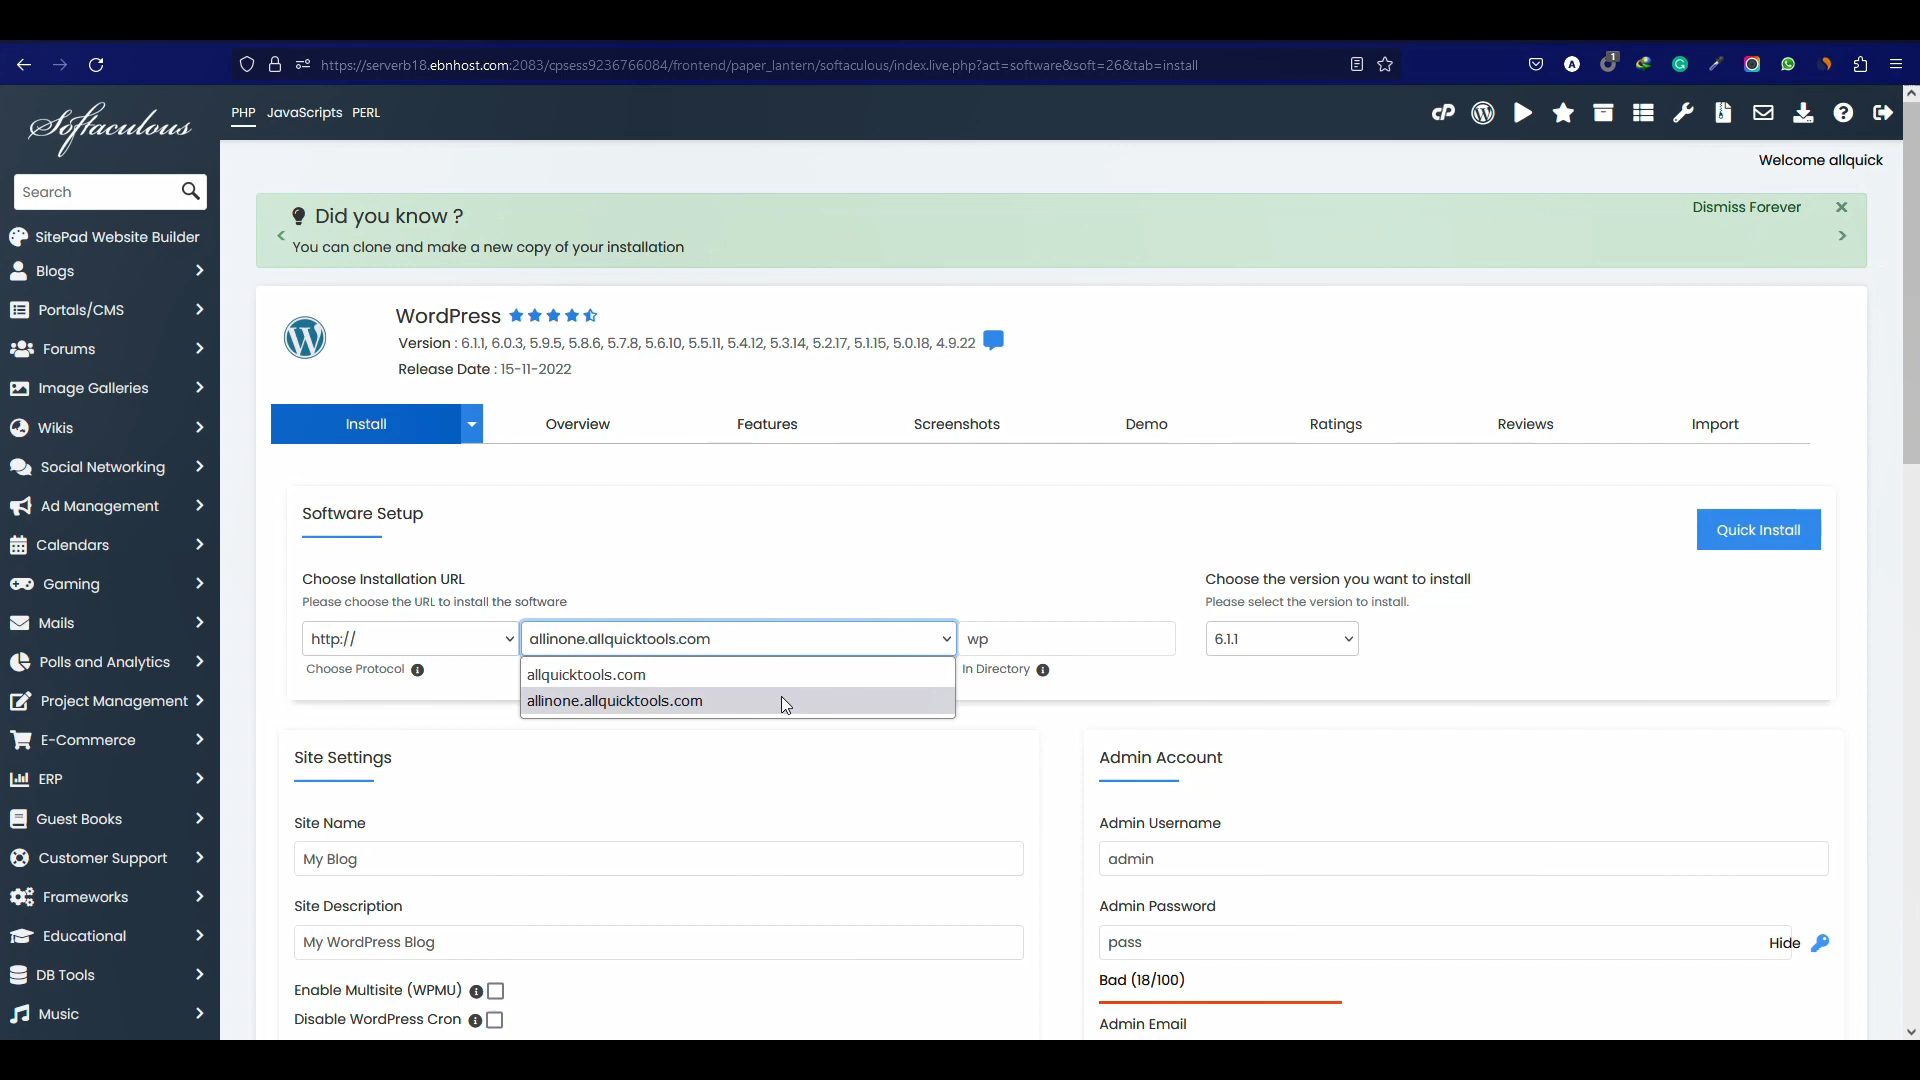 https://serverb18.ebnhost.com:2083/cpsess9236766084/frontend/paper_lantern/softaculous/index.live.php?act=software&soft=26&tab=install
1
Softaculous
PHP JavaScripts PERL
Welcome allquick
Search
SitePad Website Builder
Blogs
Portals/CMS
Forums
Image Galleries
Wikis
Social Networking
Ad Management
Calendars
Gaming
Mails
Polls and Analytics
Project Management
E-Commerce
ERP
Guest Books
Customer Support
Frameworks
Educational
DB Tools
Music
Did you know ?
Dismiss Forever
You can clone and make a new copy of your installation
WordPress
Version : 6.1.1, 6.0.3, 5.9.5, 5.8.6, 5.7.8, 5.6.10, 5.5.11, 5.4.12, 5.3.14, 5.2.17, 5.1.15, 5.0.18, 4.9.22
Release Date : 15-11-2022
Install Overview Features Screenshots Demo Ratings Reviews Import
Software Setup
Quick Install
Choose Installation URL
Please choose the URL to install the software
http:// allinone.allquicktools.com wp
Choose Protocol
In Directory
allquicktools.com
allinone.allquicktools.com
Choose the version you want to install
Please select the version to install.
6.1.1
Site Settings
Site Name
My Blog
Site Description
My WordPress Blog
Enable Multisite (WPMU)
Disable WordPress Cron
Admin Account
Admin Username
admin
Admin Password
pass Hide
Bad (18/100)
Admin Email